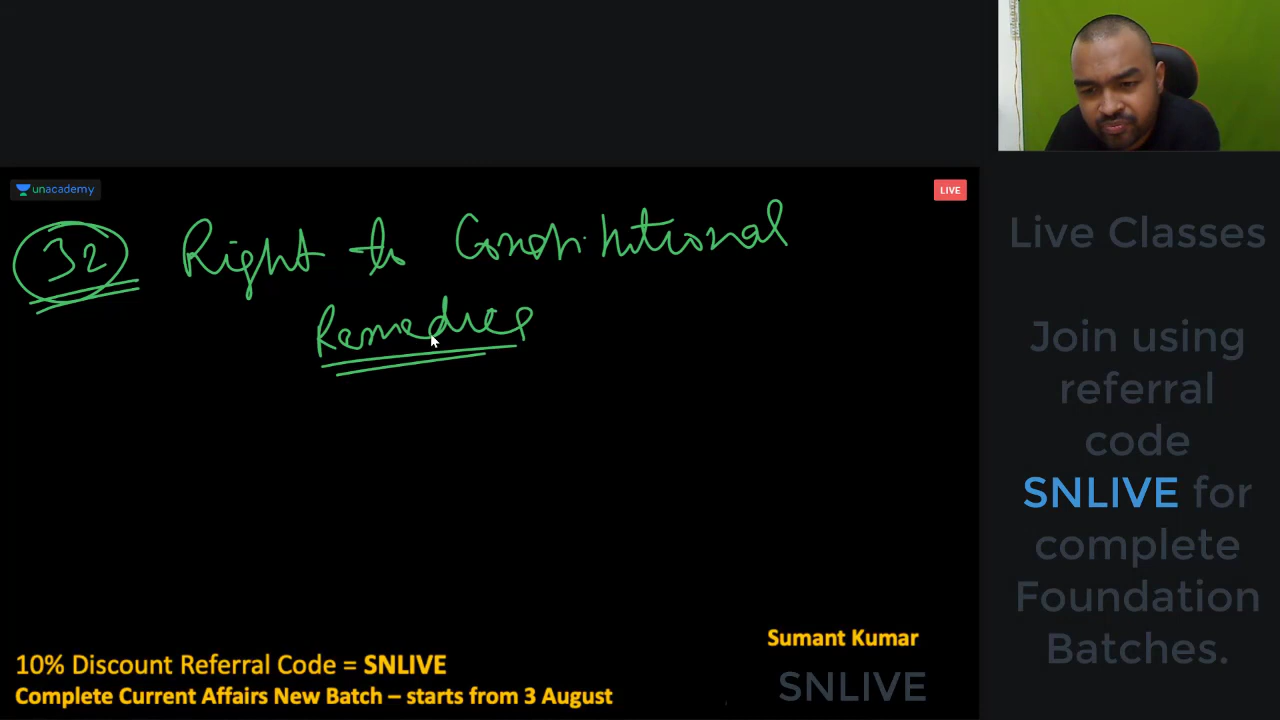 unacademy
LIVE
32 Right to Constitutional
Remedies
Sumant Kumar
10% Discount Referral Code = SNLIVE
Complete Current Affairs New Batch – starts from 3 August
SNLIVE
Live Classes
Join using
referral
code
SNLIVE for
complete
Foundation
Batches.